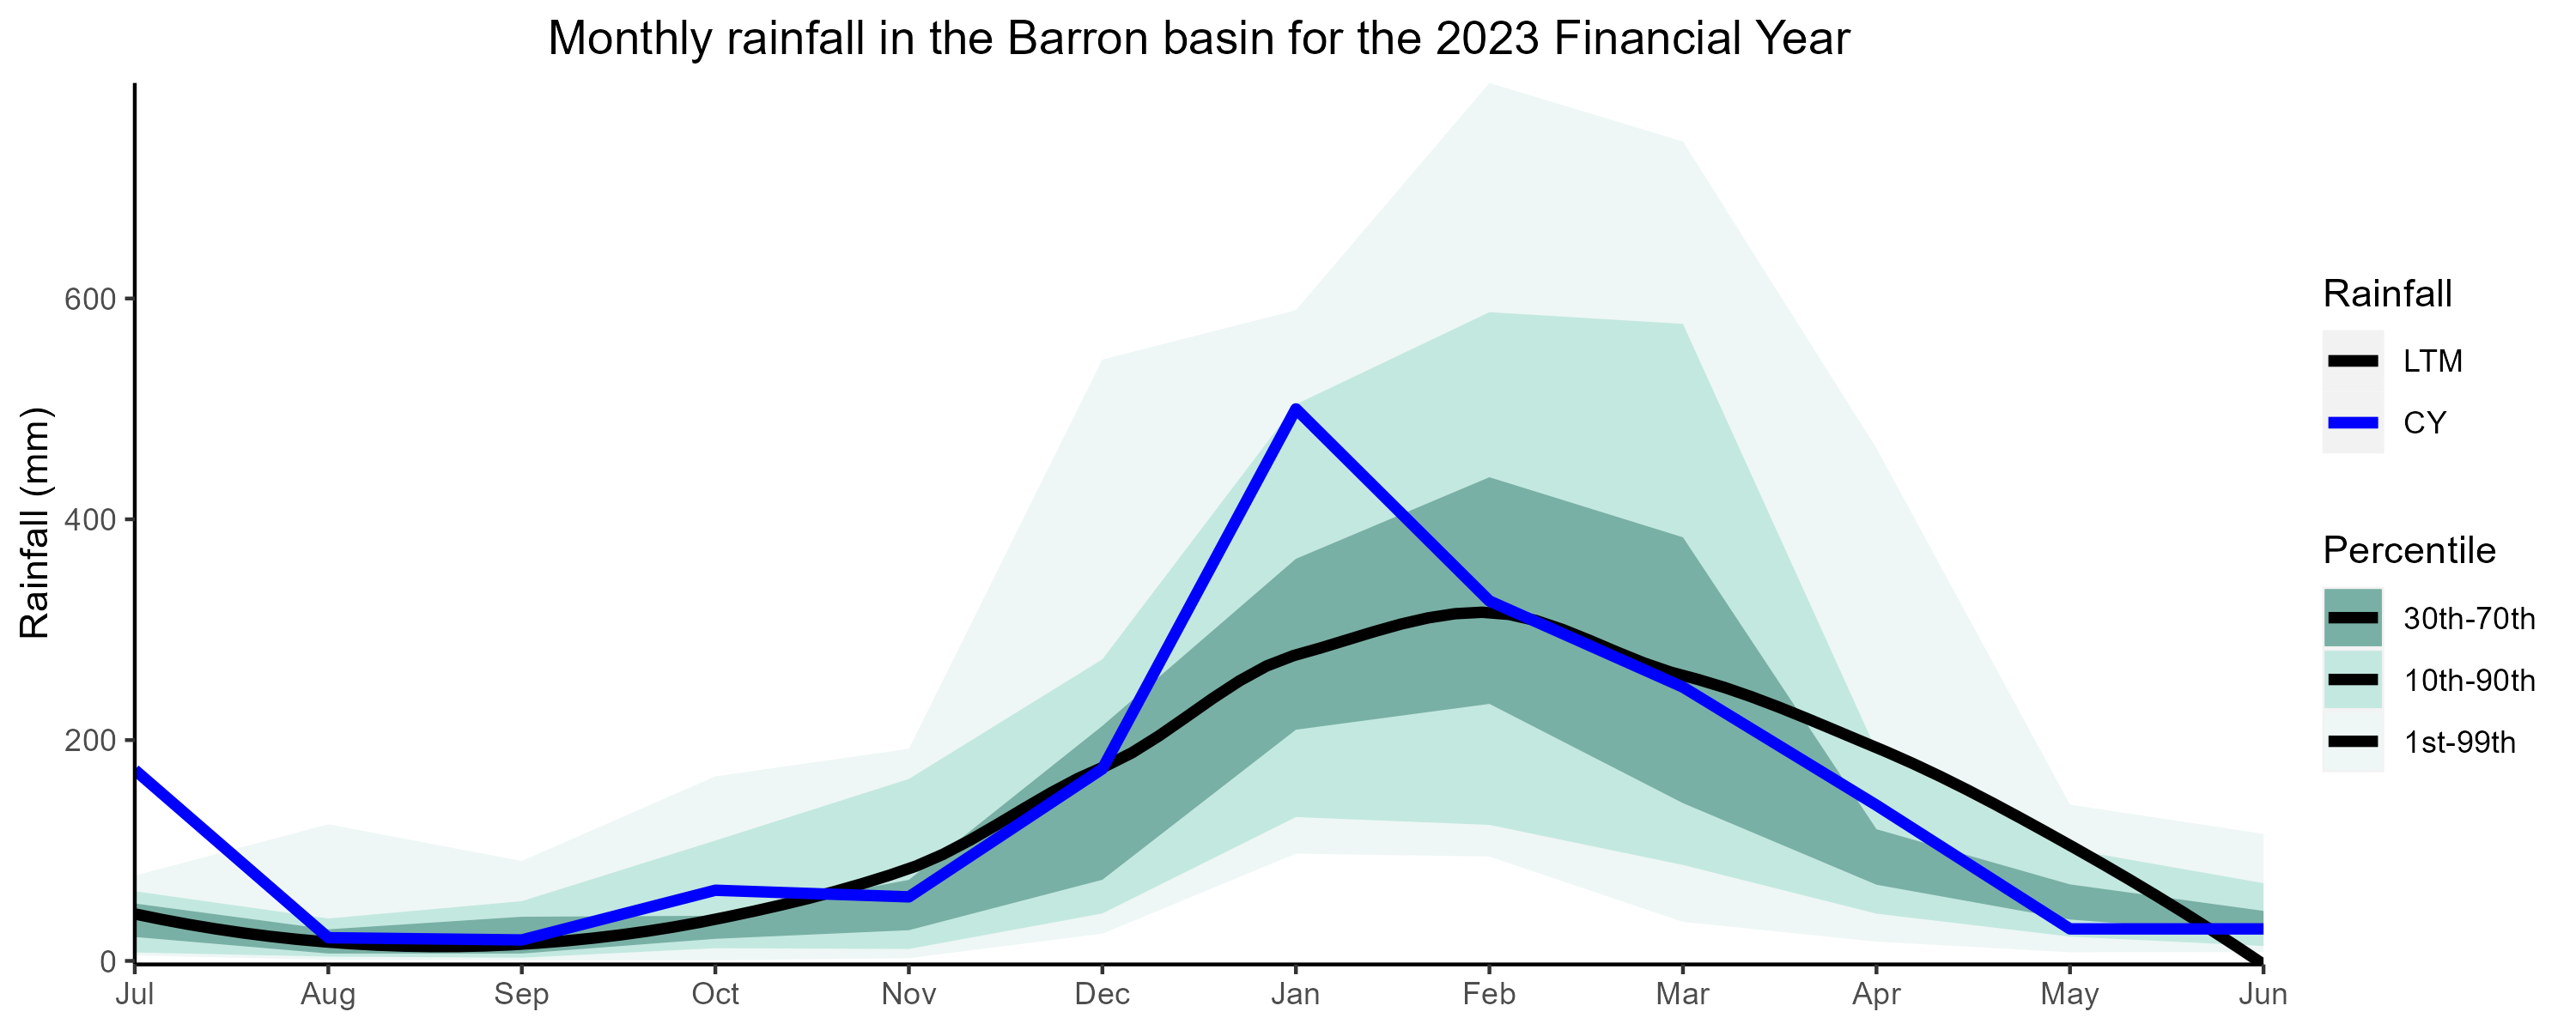 Monthly rainfall in the Barron basin for the 2023 Financial Year
Rainfall (mm)
600
400
200
0
Jul Aug Sep Oct Nov Dec Jan Feb Mar Apr May Jun
Rainfall
LTM
CY
Percentile
30th-70th
10th-90th
1st-99th